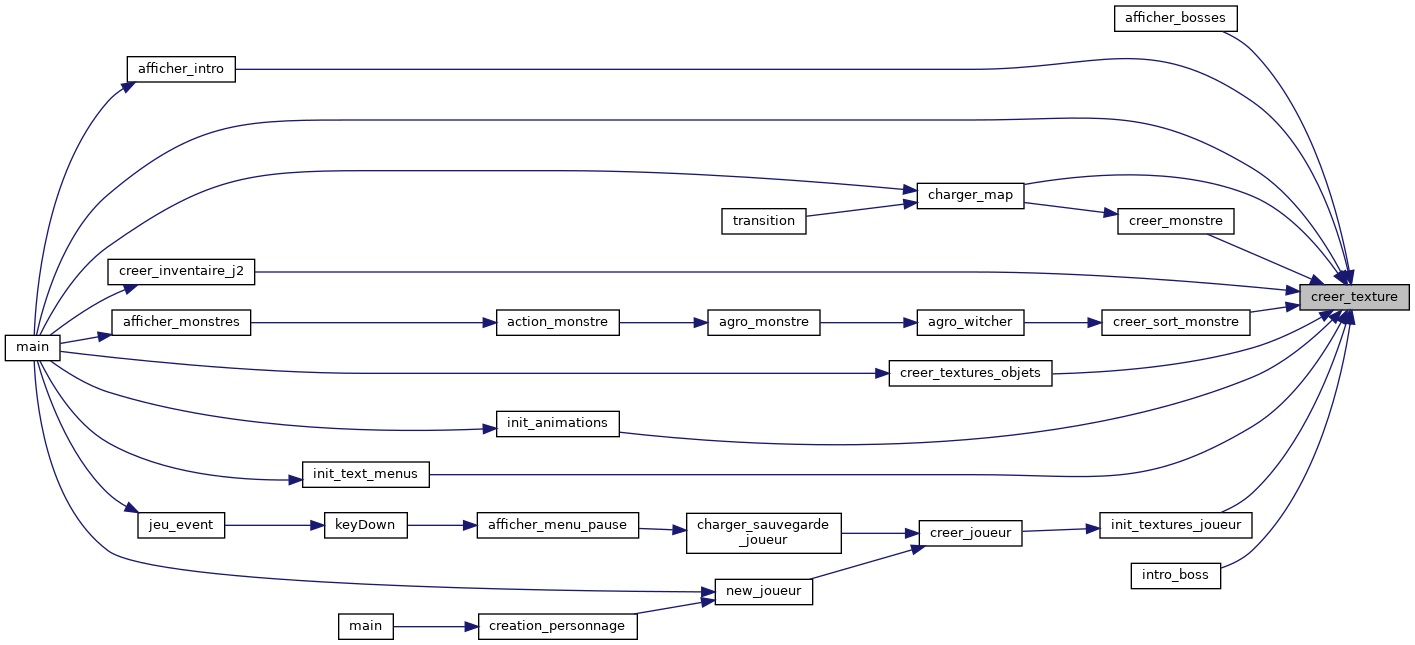 afficher_bosses
afficher_intro
charger_map
transition
creer_monstre
creer_inventaire_j2
creer_texture
afficher_monstres
action_monstre
agro_monstre
agro_witcher
creer_sort_monstre
main
creer_textures_objets
init_animations
init_text_menus
jeu_event
keyDown
afficher_menu_pause
charger_sauvegarde
_joueur
creer_joueur
init_textures_joueur
intro_boss
new_joueur
main
creation_personnage